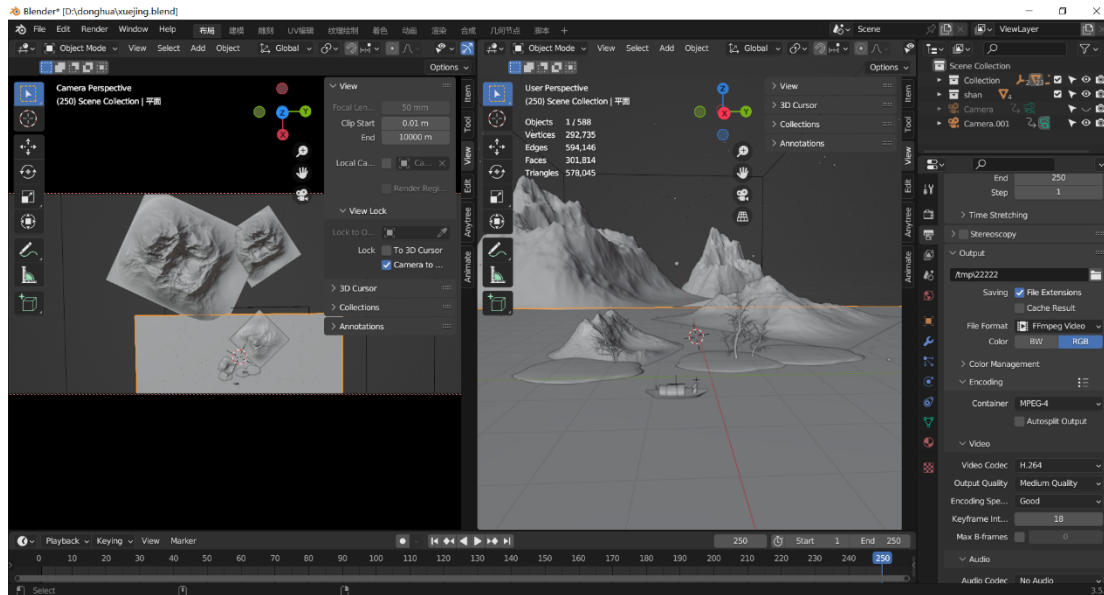 Blender* [D:\donghua\xuejing.blend]
File Edit Render Window Help 布局 建模 雕刻 UV编辑 纹理绘制 着色 动画 渲染 合成 几何节点 脚本 + Scene ViewLayer
Object Mode View Select Add Object Global
Options
Camera Perspective
(250) Scene Collection | 平面
View
Focal Len... 50 mm
Clip Start 0.01 m
End 10000 m
Local Ca... Ca...
Render Regi...
View Lock
Lock to O...
Lock To 3D Cursor
Camera to ...
3D Cursor
Collections
Annotations
Item
Tool
View
Edit
Anytree
Animate
Z
Y
X
Object Mode View Select Add Object Global
Options
User Perspective
(250) Scene Collection | 平面
Objects 1 / 588
Vertices 292,735
Edges 594,146
Faces 301,814
Triangles 578,045
Z
Y
X
View
3D Cursor
Collections
Annotations
Item
Tool
View
Edit
Anytree
Animate
Scene Collection
Collection
shan
Camera
Camera.001
End 250
Step 1
Time Stretching
Stereoscopy
Output
/tmp\22222
Saving File Extensions
Cache Result
File Format FFmpeg Video
Color BW RGB
Color Management
Encoding
Container MPEG-4
Autosplit Output
Video
Video Codec H.264
Output Quality Medium Quality
Encoding Spe... Good
Keyframe Int... 18
Max B-frames 0
Audio
Audio Codec No Audio
Playback Keying View Marker 250 Start 1 End 250
0 10 20 30 40 50 60 70 80 90 100 110 120 130 140 150 160 170 180 190 200 210 220 230 240 250
Select 3.5